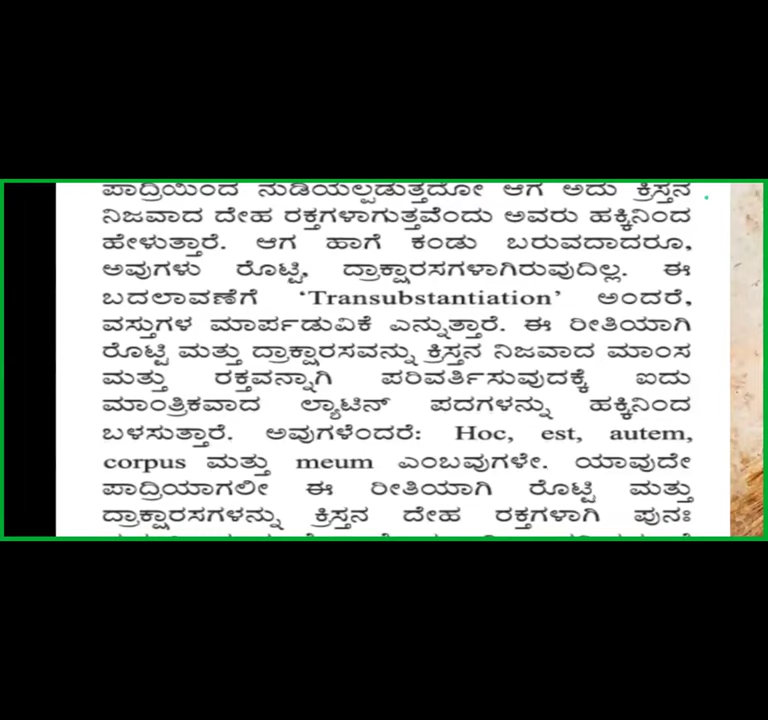 ಪಾದ್ರಿಯಿಂದ ನುಡಿಯಲ್ಪಡುತ್ತದೋ ಆಗ ಅದು ಕ್ರಿಸ್ತನ
ನಿಜವಾದ ದೇಹ ರಕ್ತಗಳಾಗುತ್ತವೆಂದು ಅವರು ಹಕ್ಕಿನಿಂದ
ಹೇಳುತ್ತಾರೆ. ಆಗ ಹಾಗೆ ಕಂಡು ಬರುವದಾದರೂ,
ಅವುಗಳು ರೊಟ್ಟಿ, ದ್ರಾಕ್ಷಾರಸಗಳಾಗಿರುವುದಿಲ್ಲ. ಈ
ಬದಲಾವಣೆಗೆ ‘Transubstantiation’ ಅಂದರೆ,
ವಸ್ತುಗಳ ಮಾರ್ಪಡುವಿಕೆ ಎನ್ನುತ್ತಾರೆ. ಈ ರೀತಿಯಾಗಿ
ರೊಟ್ಟಿ ಮತ್ತು ದ್ರಾಕ್ಷಾರಸವನ್ನು ಕ್ರಿಸ್ತನ ನಿಜವಾದ ಮಾಂಸ
ಮತ್ತು ರಕ್ತವನ್ನಾಗಿ ಪರಿವರ್ತಿಸುವುದಕ್ಕೆ ಐದು
ಮಾಂತ್ರಿಕವಾದ ಲ್ಯಾಟಿನ್ ಪದಗಳನ್ನು ಹಕ್ಕಿನಿಂದ
ಬಳಸುತ್ತಾರೆ. ಅವುಗಳೆಂದರೆ: Hoc, est, autem,
corpus ಮತ್ತು meum ಎಂಬವುಗಳೇ. ಯಾವುದೇ
ಪಾದ್ರಿಯಾಗಲೀ ಈ ರೀತಿಯಾಗಿ ರೊಟ್ಟಿ ಮತ್ತು
ದ್ರಾಕ್ಷಾರಸಗಳನ್ನು ಕ್ರಿಸ್ತನ ದೇಹ ರಕ್ತಗಳಾಗಿ ಪುನಃ